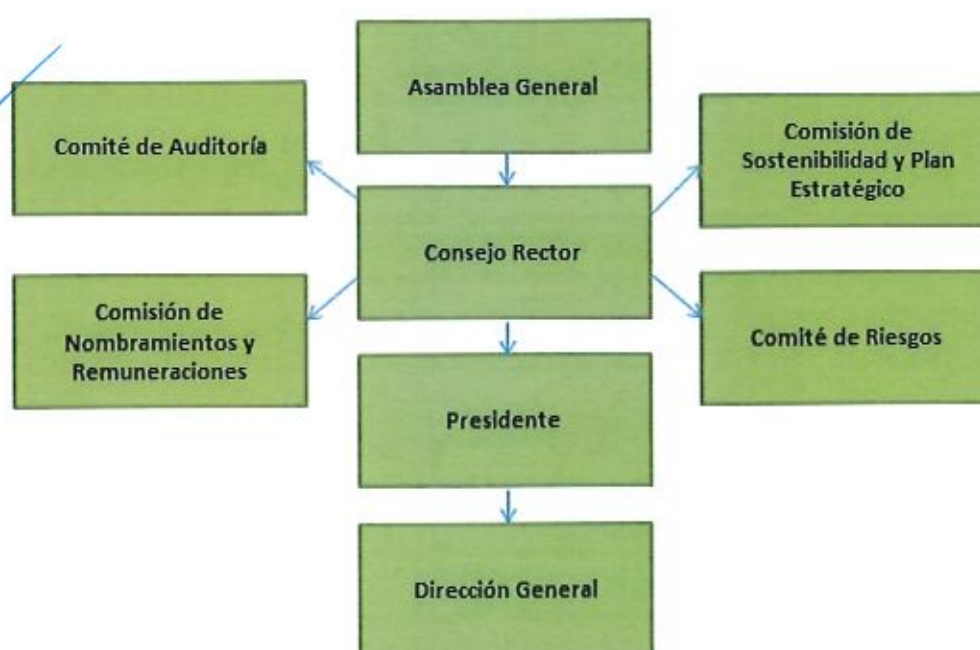 Asamblea General
Comité de Auditoría
Comisión de
Sostenibilidad y Plan
Estratégico
Consejo Rector
Comisión de
Nombramientos y
Remuneraciones
Comité de Riesgos
Presidente
Dirección General